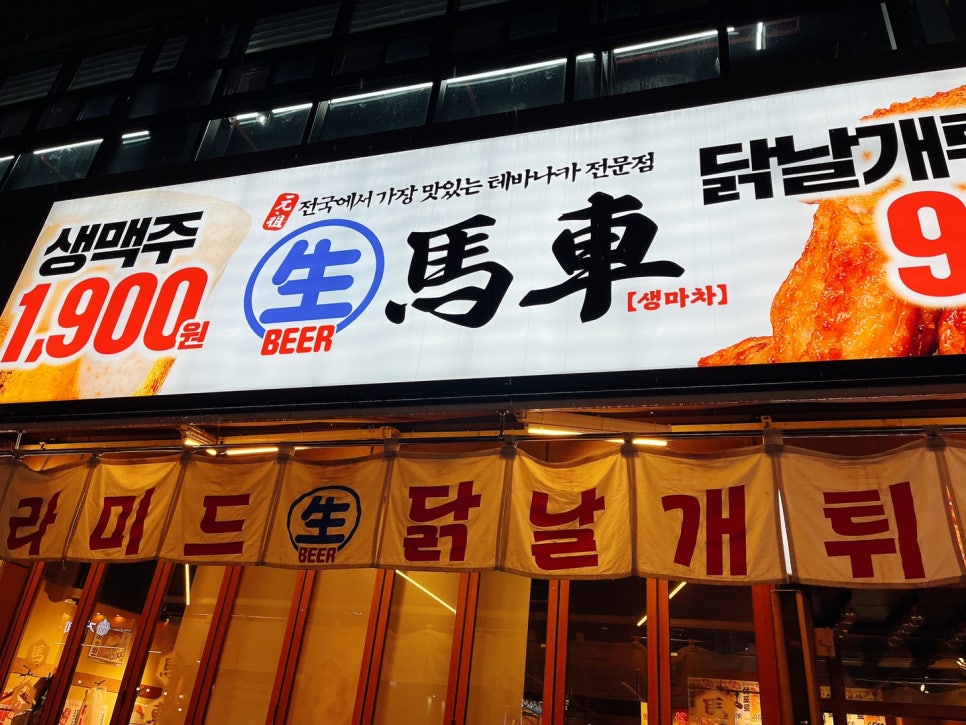 元祖 전국에서 가장 맛있는 테바나카 전문점
생맥주
1,900원
生 BEER 馬車 [생마차]
닭날개튀
9
라미드 生 BEER 닭날개튀